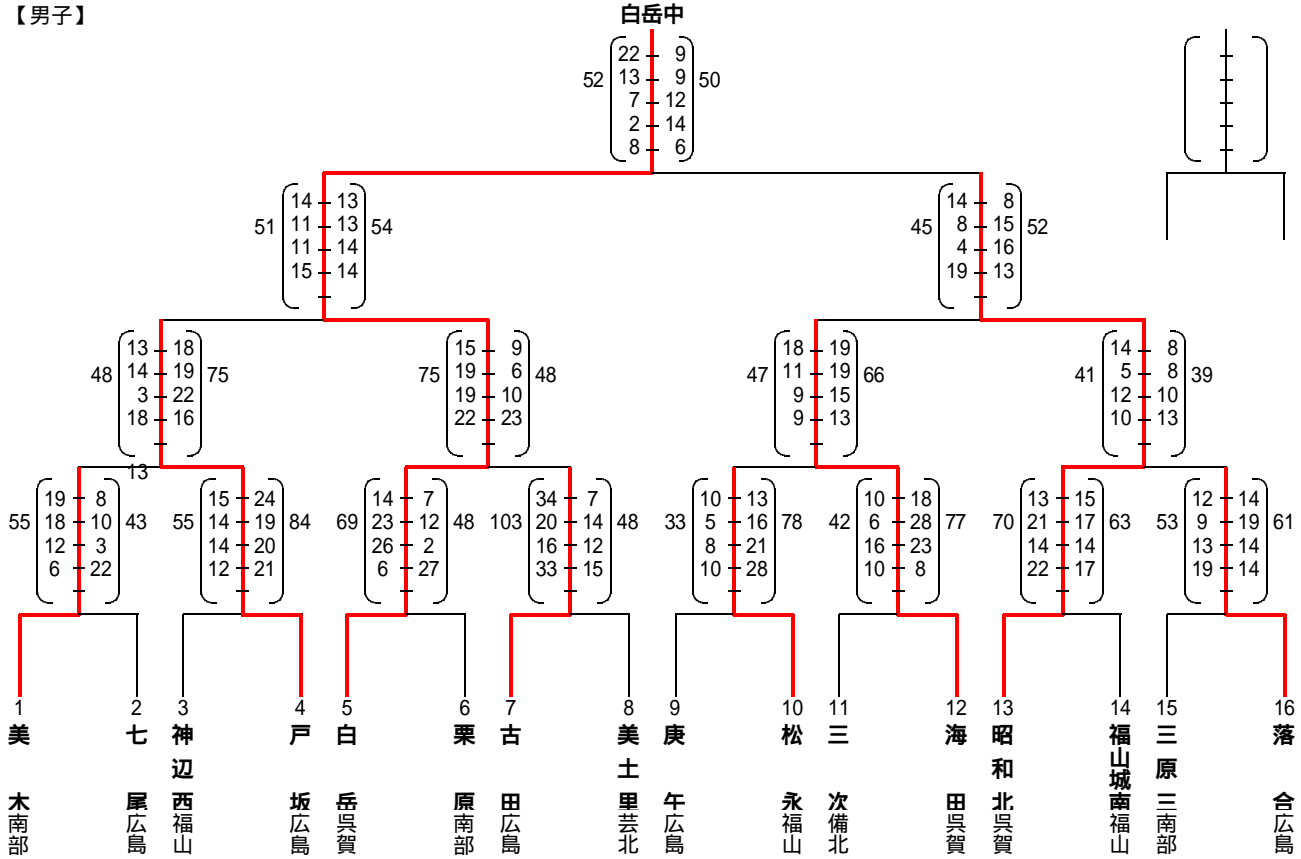 【男子】
白岳中
52 22 9 50
13 9
7 12
2 14
8 6
51 14 13 54
11 13
11 14
15 14
45 14 8 52
8 15
4 16
19 13
48 13 18 75
14 19
3 22
18 16
13
75 15 9 48
19 6
19 10
22 23
47 18 19 66
11 19
9 15
9 13
41 14 8 39
5 8
12 10
10 13
55 19 8 43
18 10
12 3
6 22
55 15 24 84
14 19
14 20
12 21
69 14 7 48
23 12
26 2
6 27
103 34 7 48
20 14
16 12
33 15
33 10 13 78
5 16
8 21
10 28
42 10 18 77
6 28
16 23
10 8
70 13 15 63
21 17
14 14
22 17
53 12 14 61
9 19
13 14
19 14
1 美木 南部
2 七尾 広島
3 神辺西 福山
4 戸坂 広島
5 白岳 呉賀
6 栗原 南部
7 古田 広島
8 美土里 芸北
9 庚午 広島
10 松永 福山
11 三次 備北
12 海田 呉賀
13 昭和北 呉賀
14 福山城南 福山
15 三原三 南部
16 落合 広島